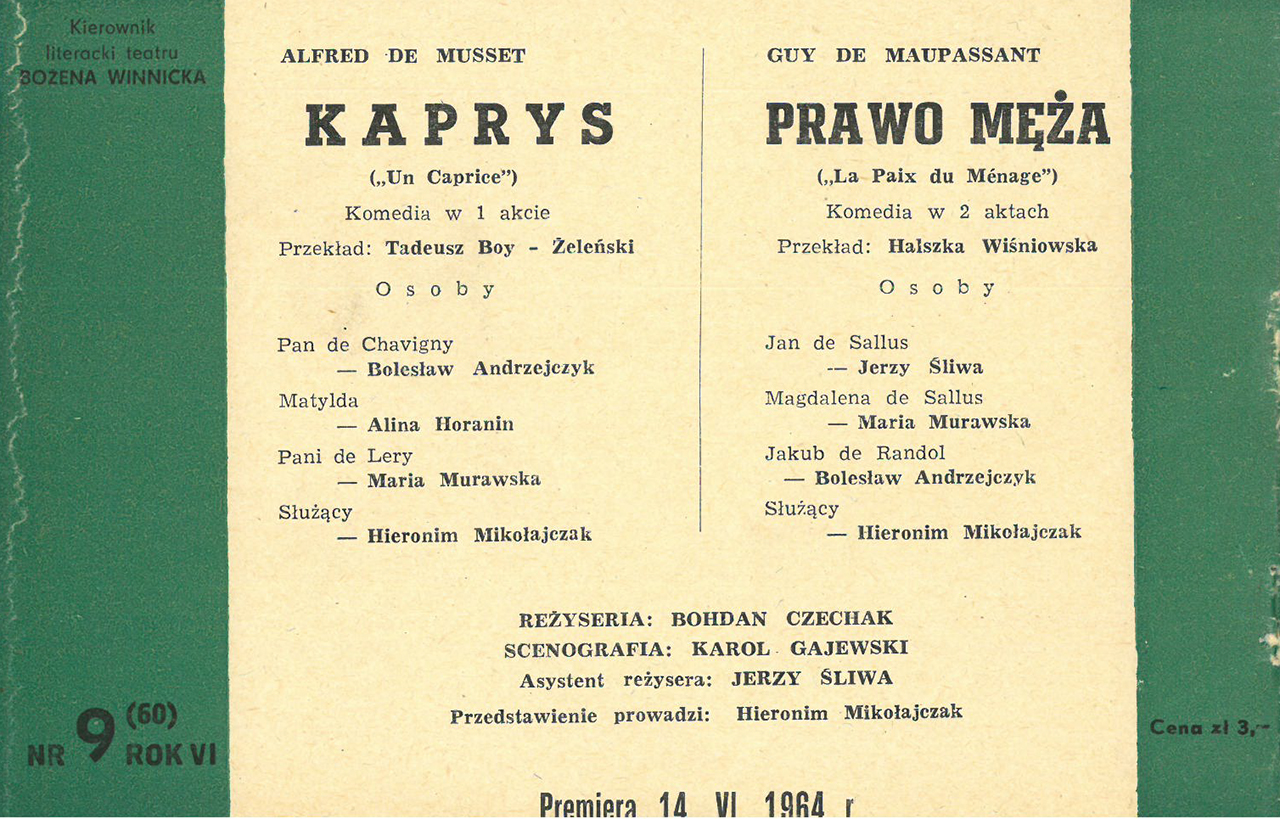 Kierownik
literacki teatru
BOŻENA WINNICKA
ALFRED DE MUSSET
KAPRYS
(„Un Caprice”)
Komedia w 1 akcie
Przekład: Tadeusz Boy - Żeleński
Osoby
Pan de Chavigny
— Bolesław Andrzejczyk
Matylda
— Alina Horanin
Pani de Lery
— Maria Murawska
Służący
— Hieronim Mikołajczak
GUY DE MAUPASSANT
PRAWO MĘŻA
(„La Paix du Ménage”)
Komedia w 2 aktach
Przekład: Halszka Wiśniowska
Osoby
Jan de Sallus
— Jerzy Śliwa
Magdalena de Sallus
— Maria Murawska
Jakub de Randol
— Bolesław Andrzejczyk
Służący
— Hieronim Mikołajczak
REŻYSERIA: BOHDAN CZECHAK
SCENOGRAFIA: KAROL GAJEWSKI
Asystent reżysera: JERZY ŚLIWA
Przedstawienie prowadzi: Hieronim Mikołajczak
Premiera 14 VI 1964 r
NR 9 (60) ROK VI
Cena zł 3,-